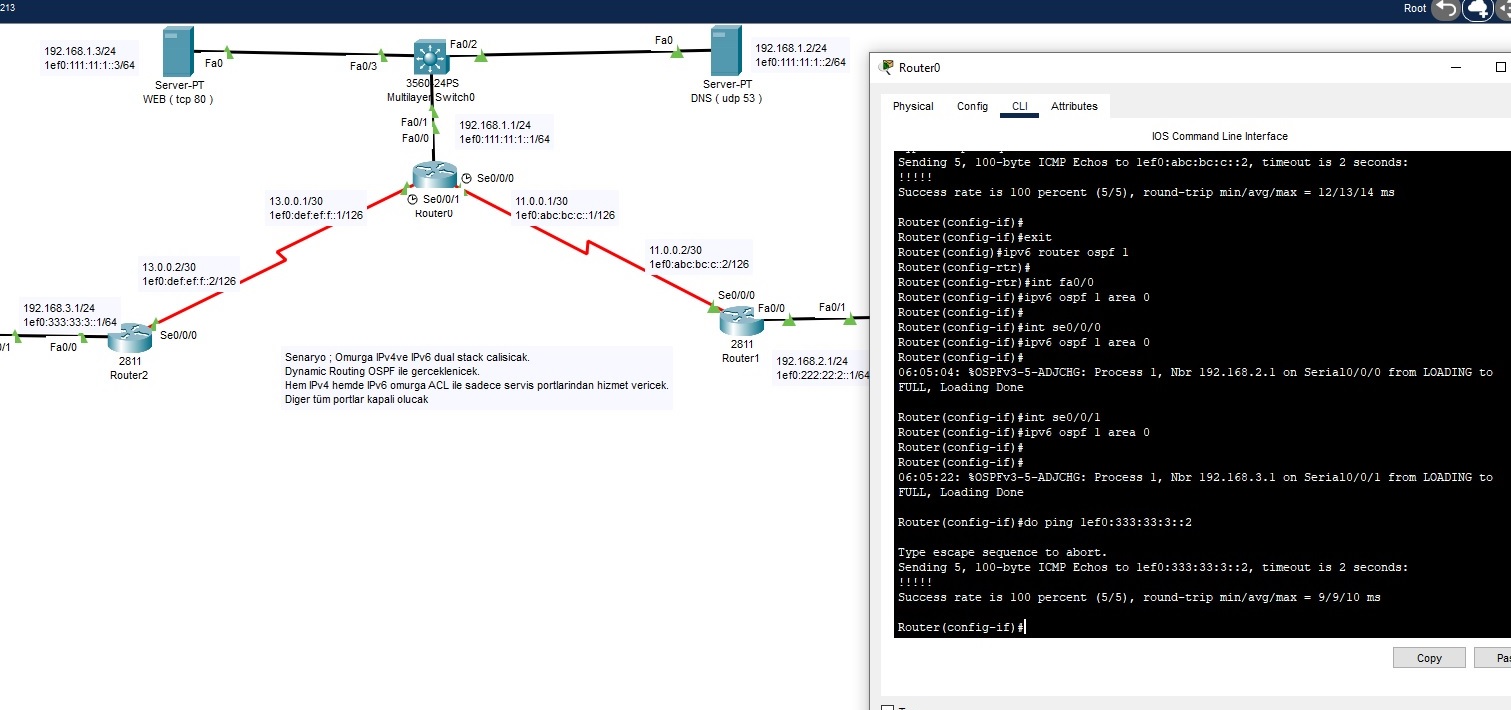 213
Root
192.168.1.3/24
1ef0:111:11:1::3/64
Fa0
Server-PT
WEB ( tcp 80 )
Fa0/3
Fa0/2
3560-24PS
Multilayer Switch0
Fa0
192.168.1.2/24
1ef0:111:11:1::2/64
Server-PT
DNS ( udp 53 )
Fa0/1
Fa0/0
192.168.1.1/24
1ef0:111:11:1::1/64
Se0/0/0
Se0/0/1
Router0
13.0.0.1/30
1ef0:def:ef:f::1/126
11.0.0.1/30
1ef0:abc:bc:c::1/126
13.0.0.2/30
1ef0:def:ef:f::2/126
11.0.0.2/30
1ef0:abc:bc:c::2/126
192.168.3.1/24
1ef0:333:33:3::1/64
0/1
Fa0/0
Se0/0/0
2811
Router2
Se0/0/0
Fa0/0
Fa0/1
2811
Router1
192.168.2.1/24
1ef0:222:22:2::1/64
Senaryo ; Omurga IPv4ve IPv6 dual stack calisicak.
Dynamic Routing OSPF ile gerceklenicek.
Hem IPv4 hemde IPv6 omurga ACL ile sadece servis portlarindan hizmet vericek.
Diger tüm portlar kapali olucak
Router0
Physical
Config
CLI
Attributes
IOS Command Line Interface
Sending 5, 100-byte ICMP Echos to 1ef0:abc:bc:c::2, timeout is 2 seconds:
!!!!!
Success rate is 100 percent (5/5), round-trip min/avg/max = 12/13/14 ms
Router(config-if)#
Router(config-if)#exit
Router(config)#ipv6 router ospf 1
Router(config-rtr)#
Router(config-rtr)#int fa0/0
Router(config-if)#ipv6 ospf 1 area 0
Router(config-if)#
Router(config-if)#int se0/0/0
Router(config-if)#ipv6 ospf 1 area 0
Router(config-if)#
06:05:04: %OSPFv3-5-ADJCHG: Process 1, Nbr 192.168.2.1 on Serial0/0/0 from LOADING to
FULL, Loading Done
Router(config-if)#int se0/0/1
Router(config-if)#ipv6 ospf 1 area 0
Router(config-if)#
Router(config-if)#
06:05:22: %OSPFv3-5-ADJCHG: Process 1, Nbr 192.168.3.1 on Serial0/0/1 from LOADING to
FULL, Loading Done
Router(config-if)#do ping 1ef0:333:33:3::2
Type escape sequence to abort.
Sending 5, 100-byte ICMP Echos to 1ef0:333:33:3::2, timeout is 2 seconds:
!!!!!
Success rate is 100 percent (5/5), round-trip min/avg/max = 9/9/10 ms
Router(config-if)#
Copy